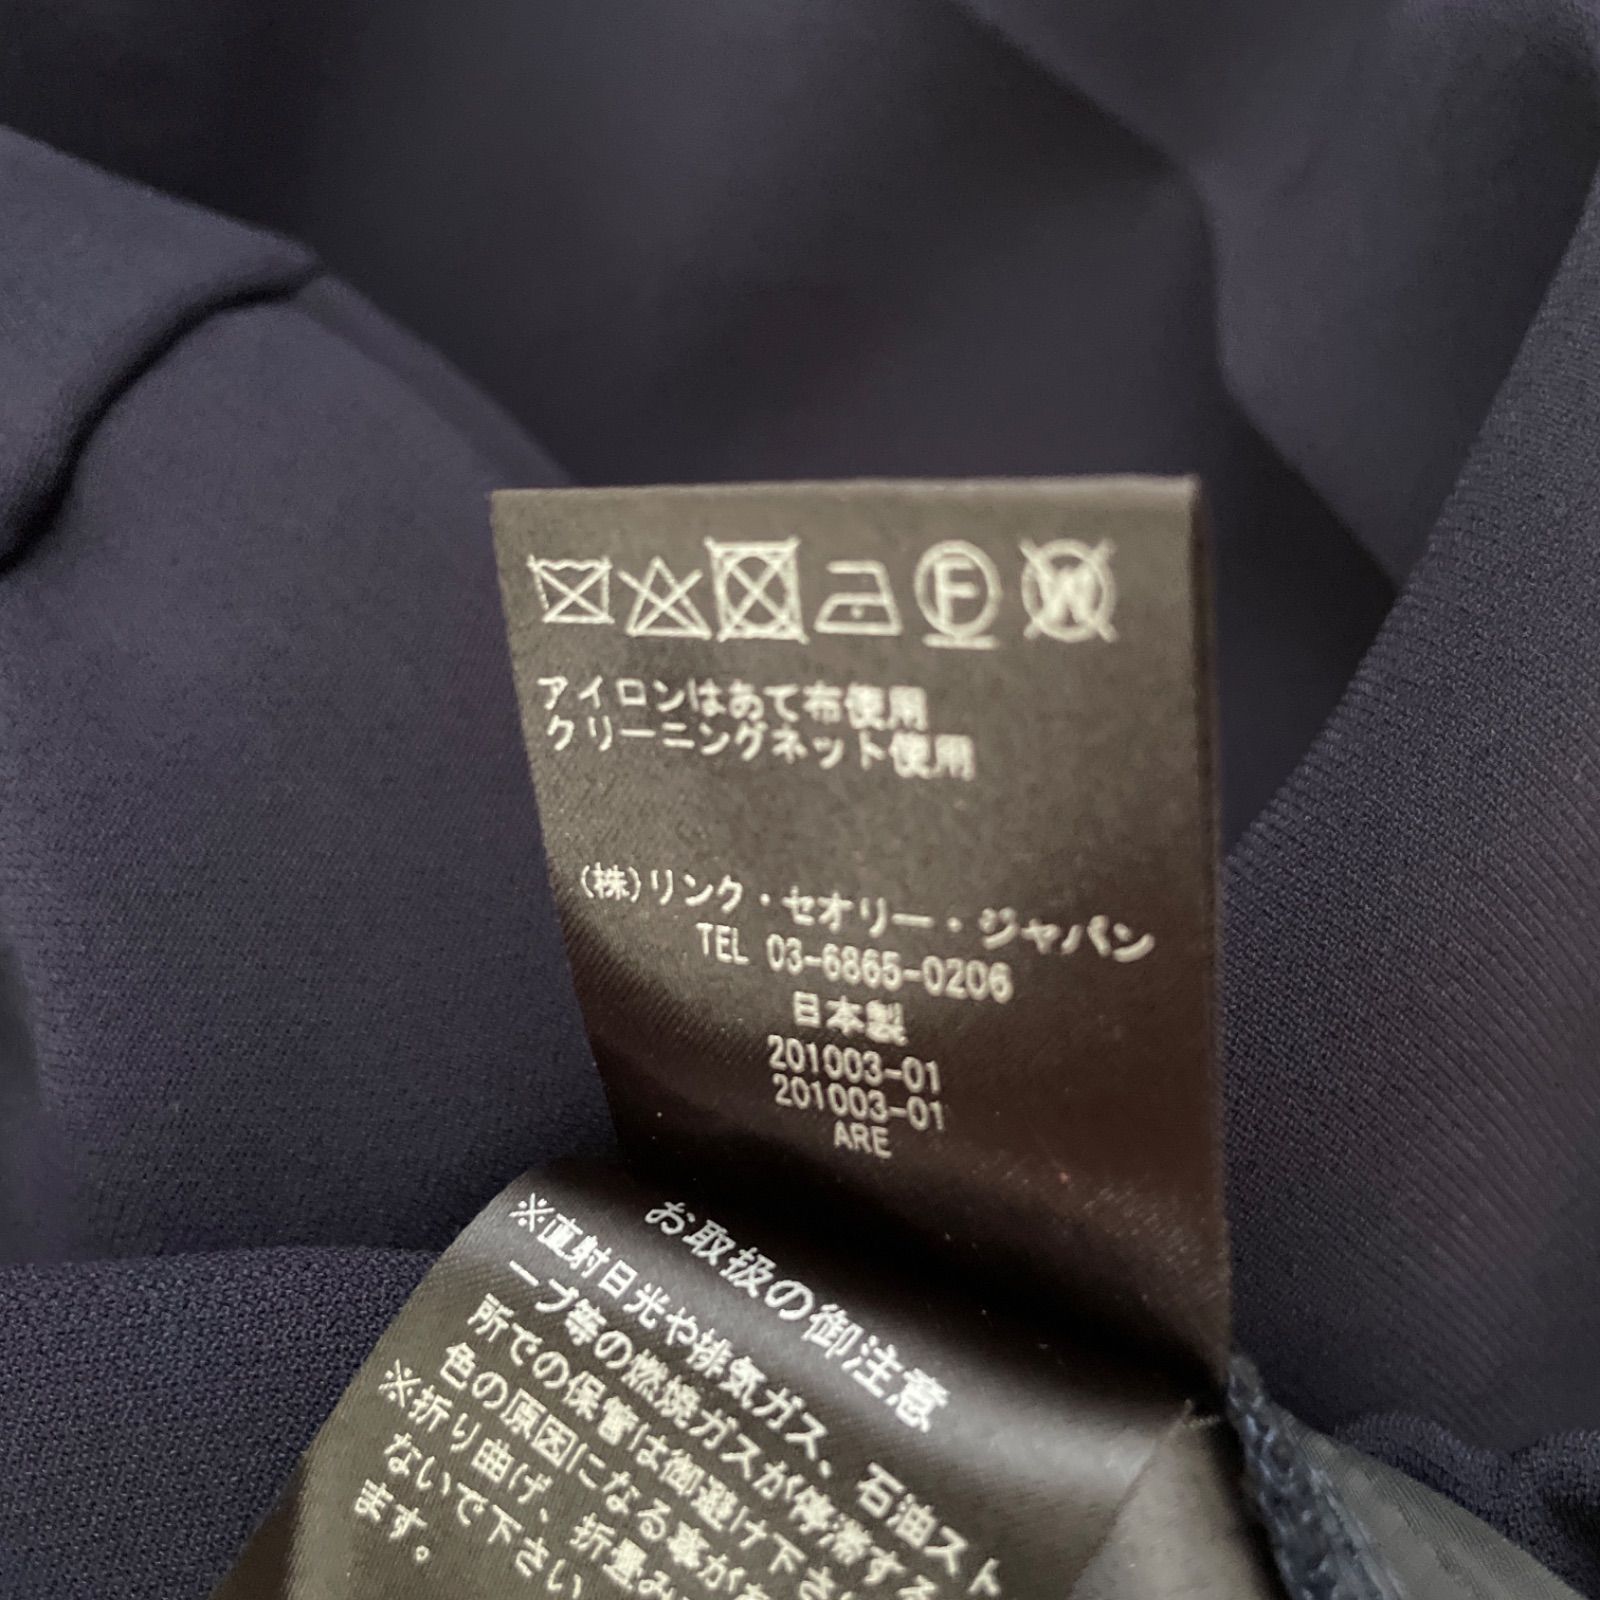 F W
アイロンはあて布使用
クリーニングネット使用
(株)リンク・セオリー・ジャパン
TEL 03-6865-0206
日本製
201003-01
201003-01
ARE
お取扱の御注意
※直射日光や排気ガス、石油スト
ーブ等の燃焼ガスが停滞する
所での保管は御避け下さい
色の原因になる事が
※折り曲げ、折畳み
ないで下さい
ます。